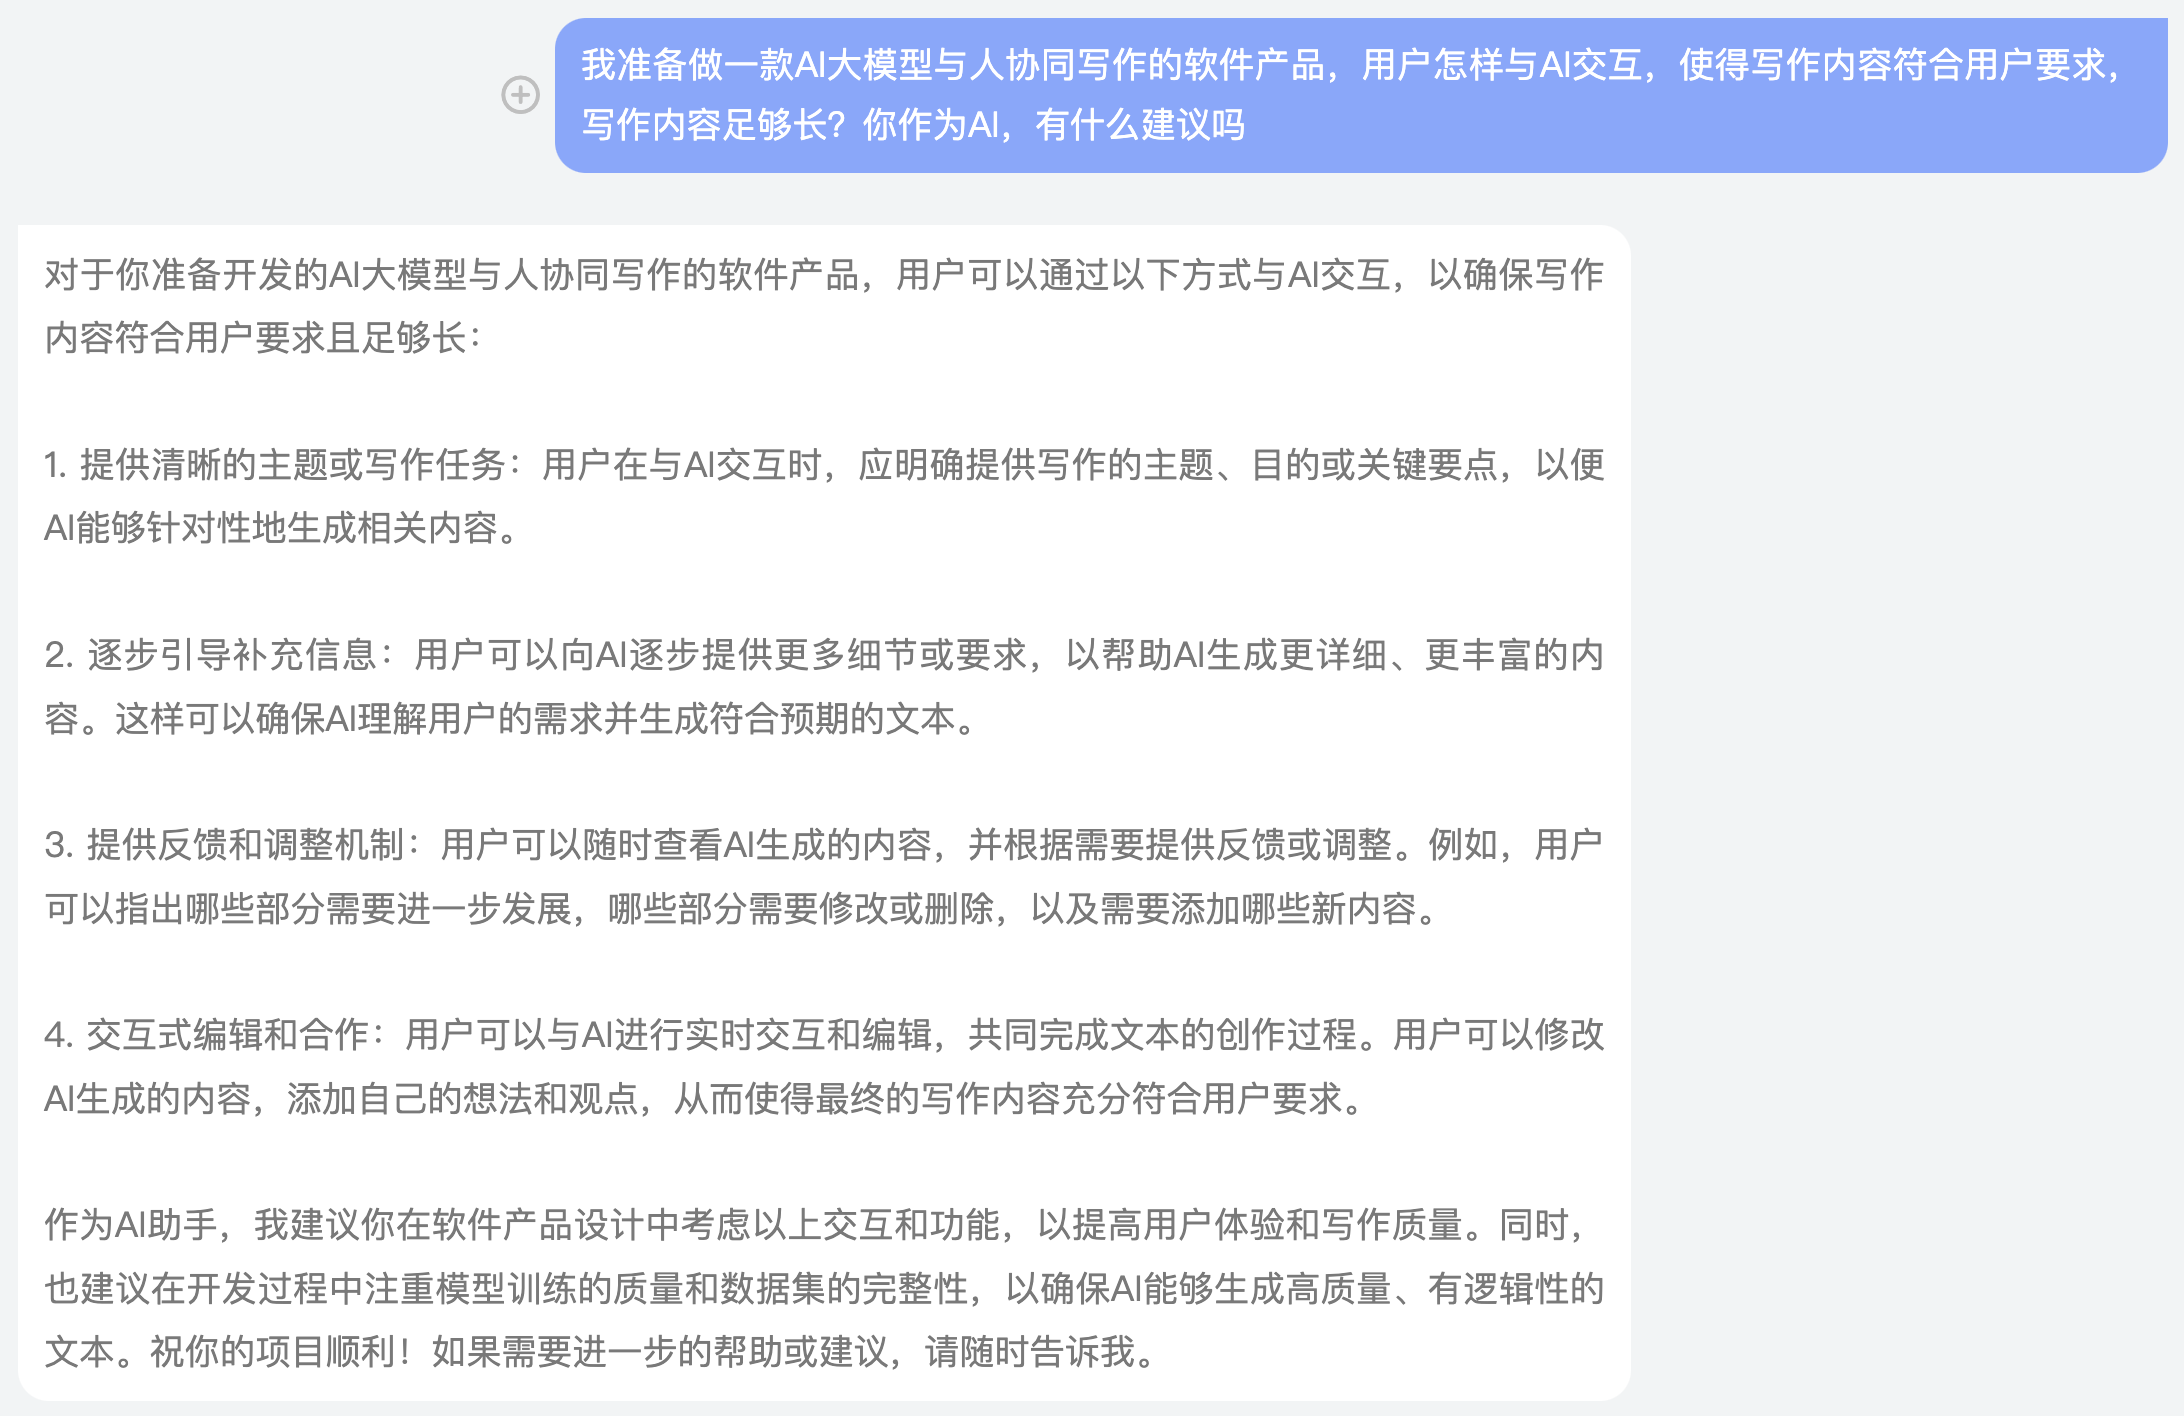 我准备做一款AI大模型与人协同写作的软件产品，用户怎样与AI交互，使得写作内容符合用户要求，
写作内容足够长？你作为AI，有什么建议吗
对于你准备开发的AI大模型与人协同写作的软件产品，用户可以通过以下方式与AI交互，以确保写作
内容符合用户要求且足够长：
1. 提供清晰的主题或写作任务：用户在与AI交互时，应明确提供写作的主题、目的或关键要点，以便
AI能够针对性地生成相关内容。
2. 逐步引导补充信息：用户可以向AI逐步提供更多细节或要求，以帮助AI生成更详细、更丰富的内
容。这样可以确保AI理解用户的需求并生成符合预期的文本。
3. 提供反馈和调整机制：用户可以随时查看AI生成的内容，并根据需要提供反馈或调整。例如，用户
可以指出哪些部分需要进一步发展，哪些部分需要修改或删除，以及需要添加哪些新内容。
4. 交互式编辑和合作：用户可以与AI进行实时交互和编辑，共同完成文本的创作过程。用户可以修改
AI生成的内容，添加自己的想法和观点，从而使得最终的写作内容充分符合用户要求。
作为AI助手，我建议你在软件产品设计中考虑以上交互和功能，以提高用户体验和写作质量。同时，
也建议在开发过程中注重模型训练的质量和数据集的完整性，以确保AI能够生成高质量、有逻辑性的
文本。祝你的项目顺利！如果需要进一步的帮助或建议，请随时告诉我。